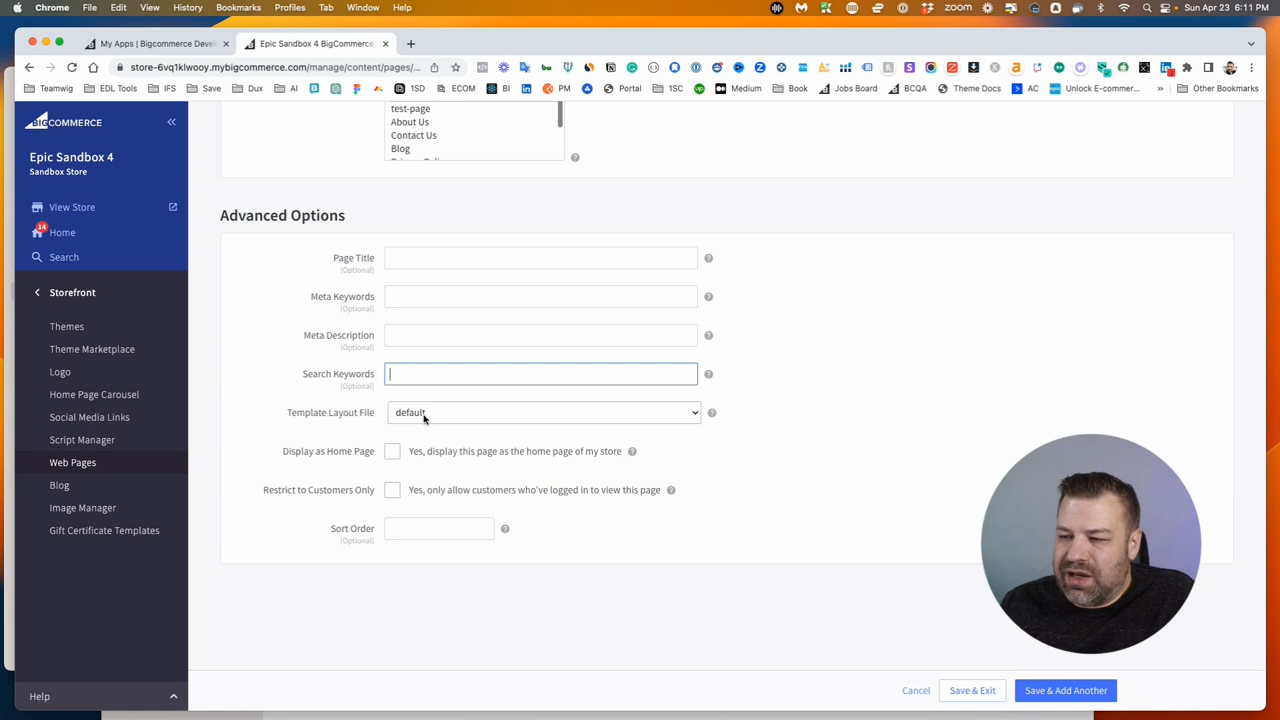 Chrome File Edit View History Bookmarks Profiles Tab Window Help
ZOOM Sun Apr 23 6:11 PM
My Apps | Bigcommerce Devel
Epic Sandbox 4 BigCommerce
store-6vq1klwooy.mybigcommerce.com/manage/content/pages/...
Teamwig EDL Tools IFS Save Dux AI 1SD ECOM BI PM Portal 1SC Medium Book Jobs Board BCQA Theme Docs AC Unlock E-commerce... Other Bookmarks
BIGCOMMERCE
Epic Sandbox 4
Sandbox Store
View Store
14
Home
Search
Storefront
Themes
Theme Marketplace
Logo
Home Page Carousel
Social Media Links
Script Manager
Web Pages
Blog
Image Manager
Gift Certificate Templates
Help
test-page
About Us
Contact Us
Blog
Advanced Options
Page Title
(Optional)
Meta Keywords
(Optional)
Meta Description
(Optional)
Search Keywords
(Optional)
Template Layout File default
Display as Home Page Yes, display this page as the home page of my store
Restrict to Customers Only Yes, only allow customers who've logged in to view this page
Sort Order
(Optional)
Cancel Save & Exit Save & Add Another